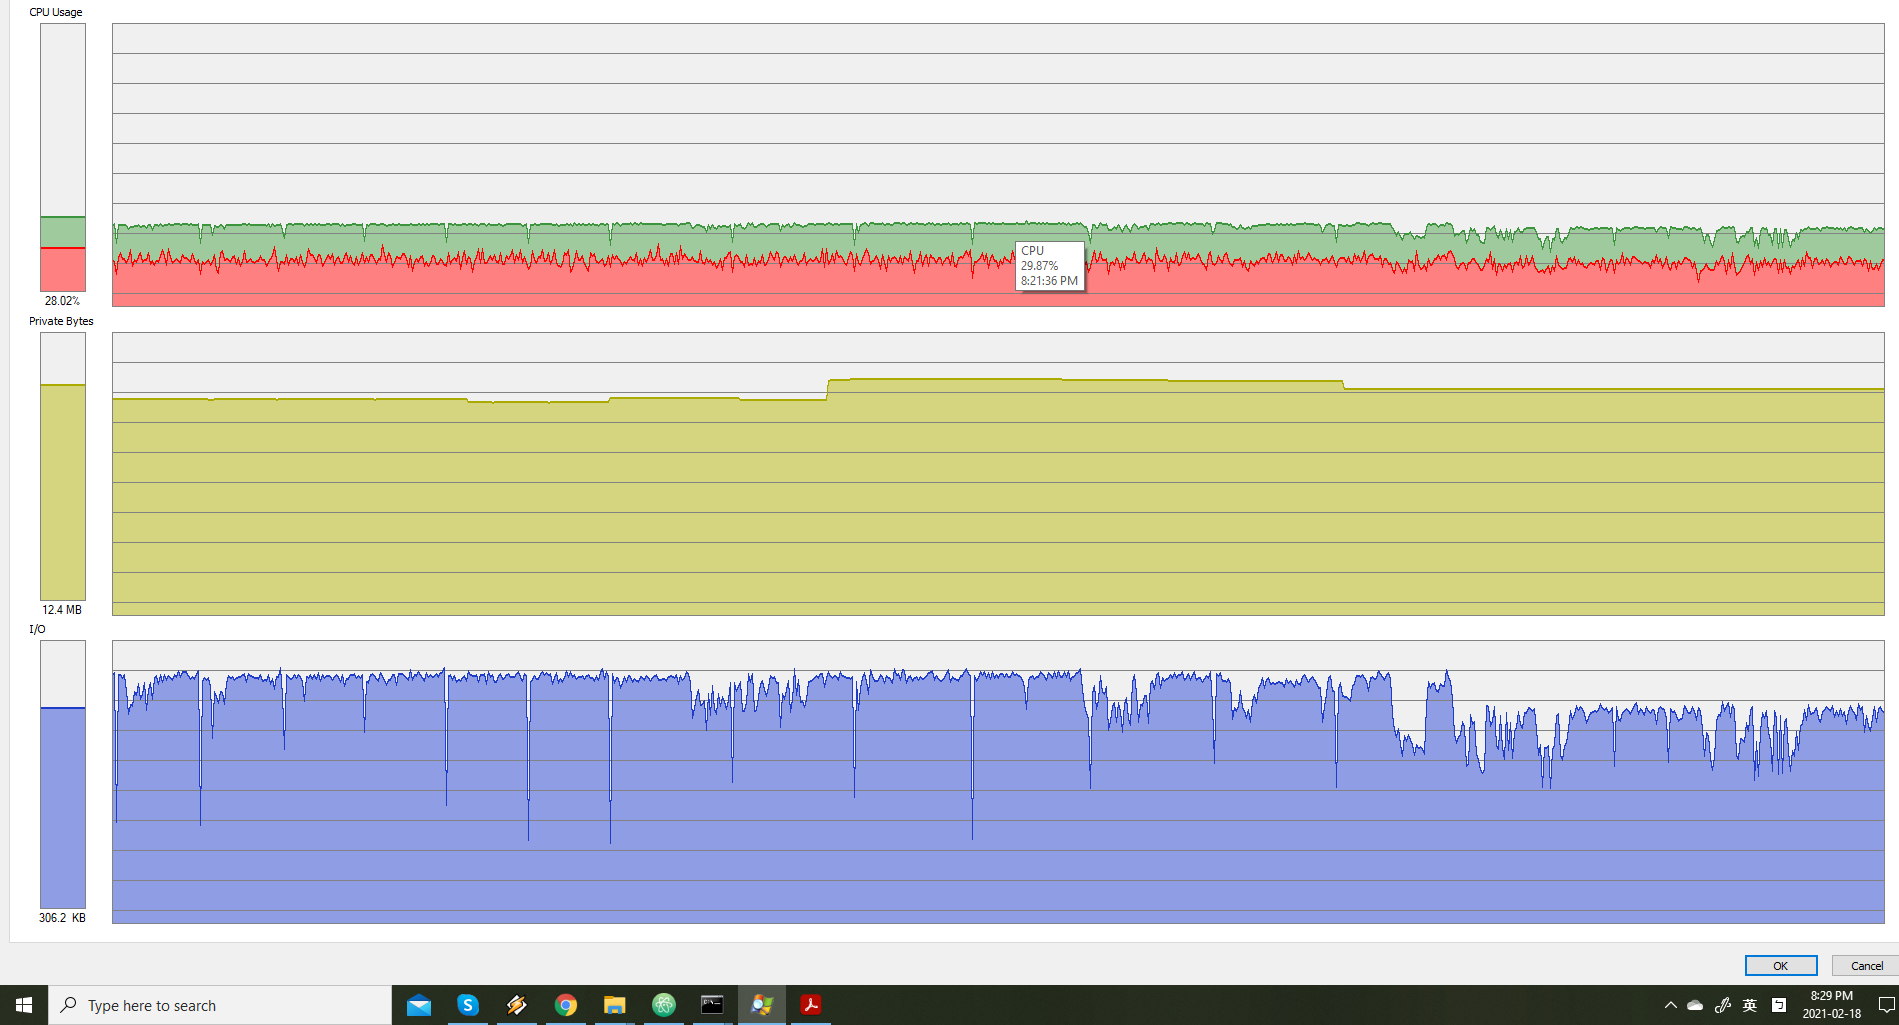 CPU Usage
CPU
29.87%
8:21:36 PM
28.02%
Private Bytes
12.4 MB
I/O
306.2 KB
OK
Cancel
Type here to search
S
英
8:29 PM
2021-02-18